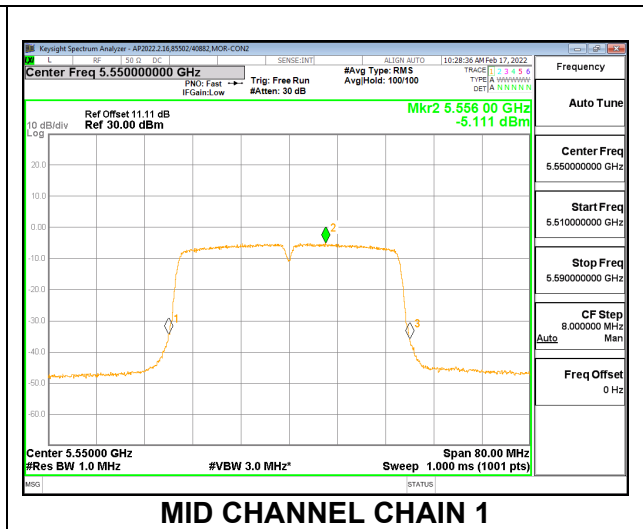 Keysight Spectrum Analyzer - AP2022.2.16,85502/40882,MOR-CON2
L RF 50 Ω DC SENSE:INT ALIGN AUTO 10:28:36 AM Feb 17, 2022
Center Freq 5.550000000 GHz
PNO: Fast
IFGain:Low
Trig: Free Run
#Atten: 30 dB
#Avg Type: RMS
Avg|Hold: 100/100
TRACE 1 2 3 4 5 6
TYPE A WWWWW
DET A N N N N N
Frequency
Ref Offset 11.11 dB
Ref 30.00 dBm
Mkr2 5.556 00 GHz
-5.111 dBm
10 dB/div
Log
20.0
10.0
0.00
-10.0
-20.0
-30.0
-40.0
-50.0
-60.0
1
2
3
Center 5.55000 GHz
Span 80.00 MHz
#Res BW 1.0 MHz
#VBW 3.0 MHz*
Sweep 1.000 ms (1001 pts)
Auto Tune
Center Freq
5.550000000 GHz
Start Freq
5.510000000 GHz
Stop Freq
5.590000000 GHz
CF Step
8.000000 MHz
Auto Man
Freq Offset
0 Hz
MSG
STATUS
MID CHANNEL CHAIN 1